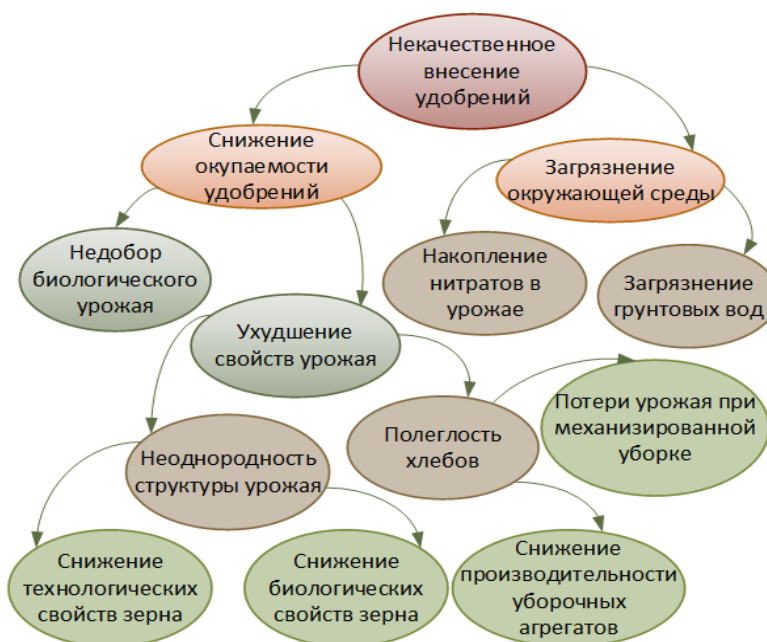 Некачественное
внесение
удобрений
Снижение
окупаемости
удобрений
Загрязнение
окружающей среды
Недобор
биологического
урожая
Накопление
нитратов в
урожае
Загрязнение
грунтовых вод
Ухудшение
свойств урожая
Потери урожая при
механизированной
уборке
Полеглость
хлебов
Неоднородность
структуры урожая
Снижение
технологических
свойств зерна
Снижение
биологических
свойств зерна
Снижение
производительности
уборочных
агрегатов